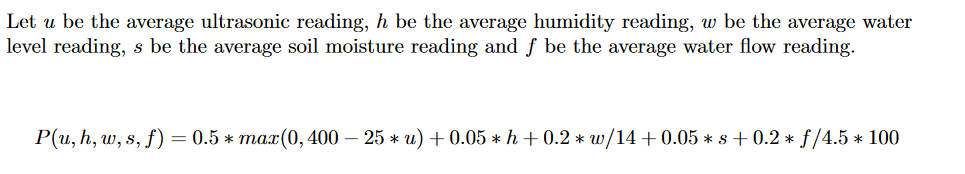 Let u be the average ultrasonic reading, h be the average humidity reading, w be the average water
level reading, s be the average soil moisture reading and f be the average water flow reading.
P(u, h, w, s, f) = 0.5 ∗ max(0, 400 − 25 ∗ u) + 0.05 ∗ h + 0.2 ∗ w/14 + 0.05 ∗ s + 0.2 ∗ f/4.5 ∗ 100